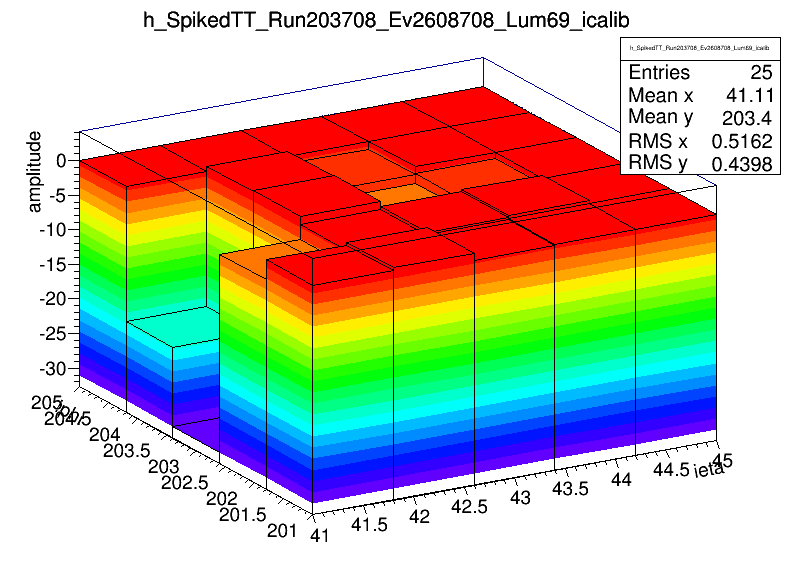 h_SpikedTT_Run203708_Ev2608708_Lum69_icalib
h_SpikedTT_Run203708_Ev2608708_Lum69_icalib
Entries 25
Mean x 41.11
Mean y 203.4
RMS x 0.5162
RMS y 0.4398
amplitude
0
-5
-10
-15
-20
-25
-30
205
204.5
204
203.5
203
202.5
202
201.5
201
41
41.5
42
42.5
43
43.5
44
44.5
45
ieta